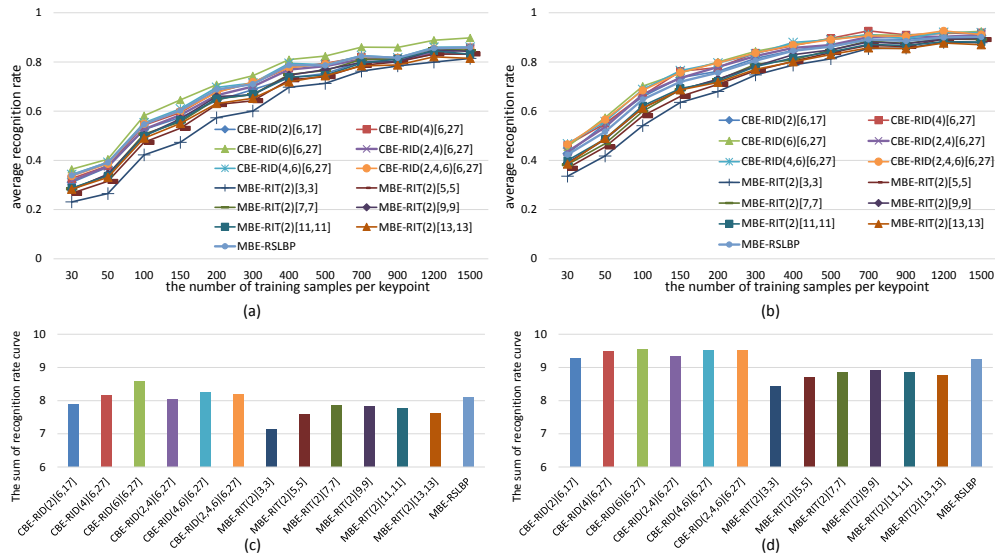 average recognition rate
1
0.8
0.6
0.4
0.2
0
CBE-RID(2)[6,17]
CBE-RID(4)[6,27]
CBE-RID(6)[6,27]
CBE-RID(2,4)[6,27]
CBE-RID(4,6)[6,27]
CBE-RID(2,4,6)[6,27]
MBE-RIT(2)[3,3]
MBE-RIT(2)[5,5]
MBE-RIT(2)[7,7]
MBE-RIT(2)[9,9]
MBE-RIT(2)[11,11]
MBE-RIT(2)[13,13]
MBE-RSLBP
30 50 100 150 200 300 400 500 700 900 1200 1500
the number of training samples per keypoint
(a)
average recognition rate
1
0.8
0.6
0.4
0.2
0
CBE-RID(2)[6,17]
CBE-RID(4)[6,27]
CBE-RID(6)[6,27]
CBE-RID(2,4)[6,27]
CBE-RID(4,6)[6,27]
CBE-RID(2,4,6)[6,27]
MBE-RIT(2)[3,3]
MBE-RIT(2)[5,5]
MBE-RIT(2)[7,7]
MBE-RIT(2)[9,9]
MBE-RIT(2)[11,11]
MBE-RIT(2)[13,13]
MBE-RSLBP
30 50 100 150 200 300 400 500 700 900 1200 1500
the number of training samples per keypoint
(b)
The sum of recognition rate curve
10
9
8
7
6
CBE-RID(2)[6,17]
CBE-RID(4)[6,27]
CBE-RID(6)[6,27]
CBE-RID(2,4)[6,27]
CBE-RID(4,6)[6,27]
CBE-RID(2,4,6)[6,27]
MBE-RIT(2)[3,3]
MBE-RIT(2)[5,5]
MBE-RIT(2)[7,7]
MBE-RIT(2)[9,9]
MBE-RIT(2)[11,11]
MBE-RIT(2)[13,13]
MBE-RSLBP
(c)
The sum of recognition rate curve
10
9
8
7
6
CBE-RID(2)[6,17]
CBE-RID(4)[6,27]
CBE-RID(6)[6,27]
CBE-RID(2,4)[6,27]
CBE-RID(4,6)[6,27]
CBE-RID(2,4,6)[6,27]
MBE-RIT(2)[3,3]
MBE-RIT(2)[5,5]
MBE-RIT(2)[7,7]
MBE-RIT(2)[9,9]
MBE-RIT(2)[11,11]
MBE-RIT(2)[13,13]
MBE-RSLBP
(d)